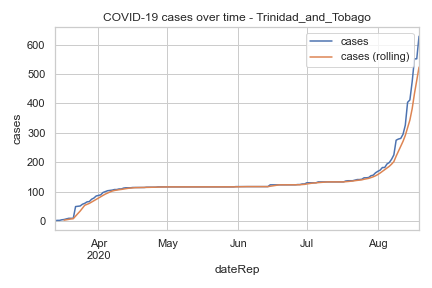 COVID-19 cases over time - Trinidad_and_Tobago
cases
cases (rolling)
600
500
400
300
200
100
0
cases
Apr
2020
May
Jun
Jul
Aug
dateRep